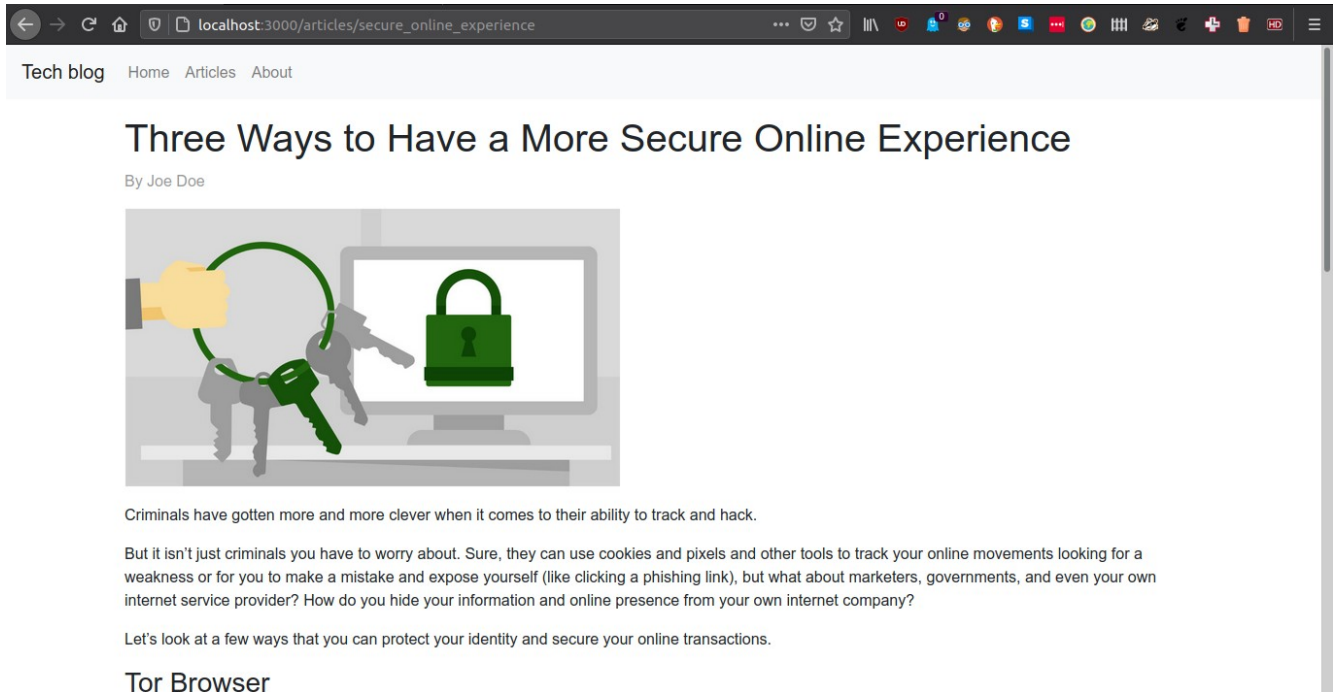 localhost:3000/articles/secure_online_experience
UD
0
S
HD
Tech blog Home Articles About
Three Ways to Have a More Secure Online Experience
By Joe Doe
Criminals have gotten more and more clever when it comes to their ability to track and hack.
But it isn’t just criminals you have to worry about. Sure, they can use cookies and pixels and other tools to track your online movements looking for a
weakness or for you to make a mistake and expose yourself (like clicking a phishing link), but what about marketers, governments, and even your own
internet service provider? How do you hide your information and online presence from your own internet company?
Let’s look at a few ways that you can protect your identity and secure your online transactions.
Tor Browser